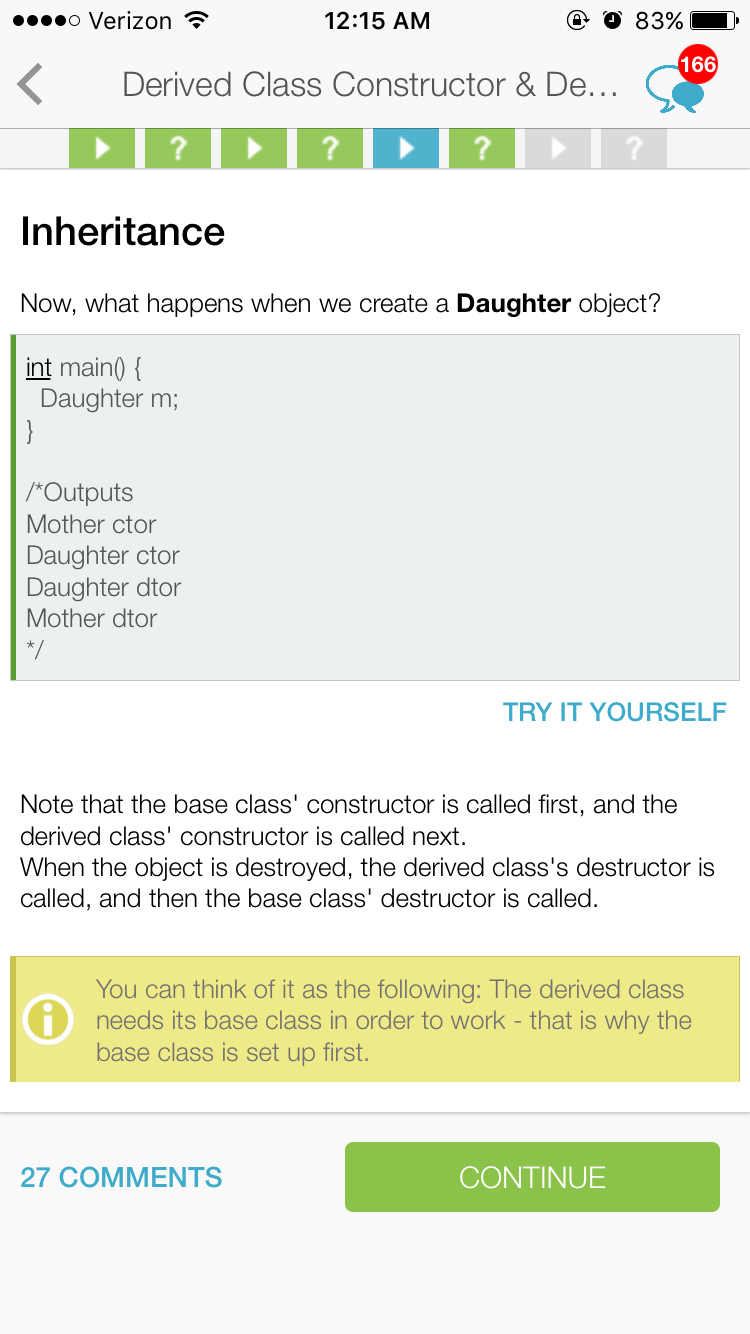 Verizon 12:15 AM 83%
Derived Class Constructor & De... 166
? ? ? ?
Inheritance
Now, what happens when we create a Daughter object?
int main() {
Daughter m;
}
/*Outputs
Mother ctor
Daughter ctor
Daughter dtor
Mother dtor
*/
TRY IT YOURSELF
Note that the base class' constructor is called first, and the
derived class' constructor is called next.
When the object is destroyed, the derived class's destructor is
called, and then the base class' destructor is called.
i
You can think of it as the following: The derived class
needs its base class in order to work - that is why the
base class is set up first.
27 COMMENTS CONTINUE